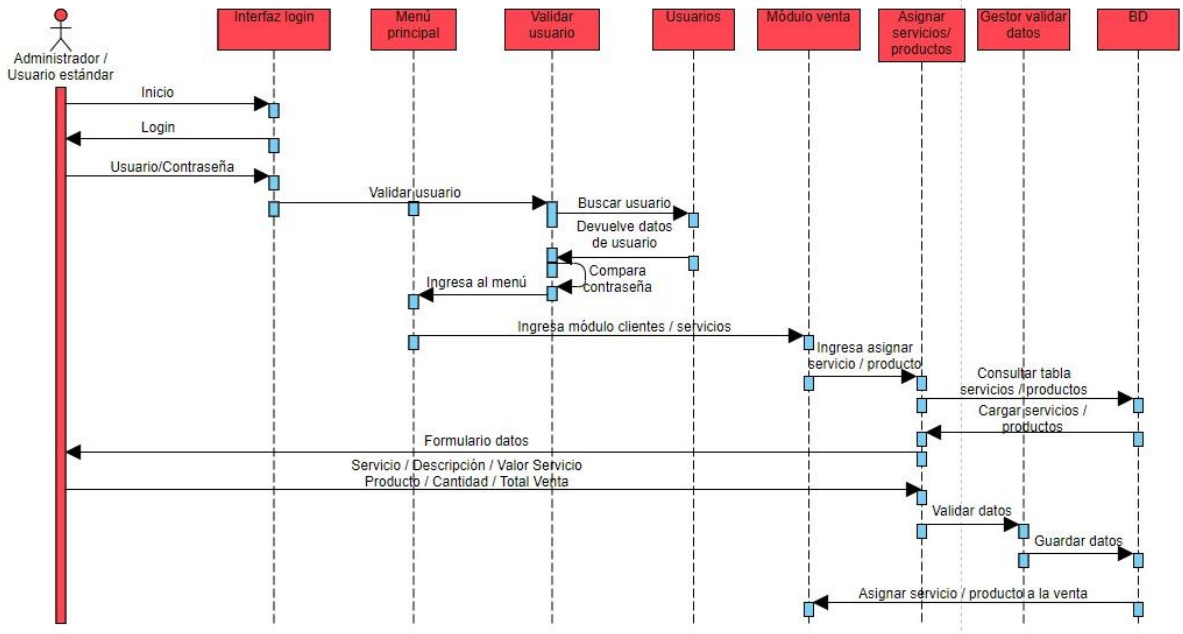 Interfaz login
Menú
principal
Validar
usuario
Usuarios
Módulo venta
Asignar
servicios/
productos
Gestor validar
datos
BD
Administrador /
Usuario estándar
Inicio
Login
Usuario/Contraseña
Validar usuario
Buscar usuario
Devuelve datos
de usuario
Compara
contraseña
Ingresa al menú
Ingresa módulo clientes / servicios
Ingresa asignar
servicio / producto
Consultar tabla
servicios / productos
Cargar servicios /
productos
Formulario datos
Servicio / Descripción / Valor Servicio
Producto / Cantidad / Total Venta
Validar datos
Guardar datos
Asignar servicio / producto a la venta